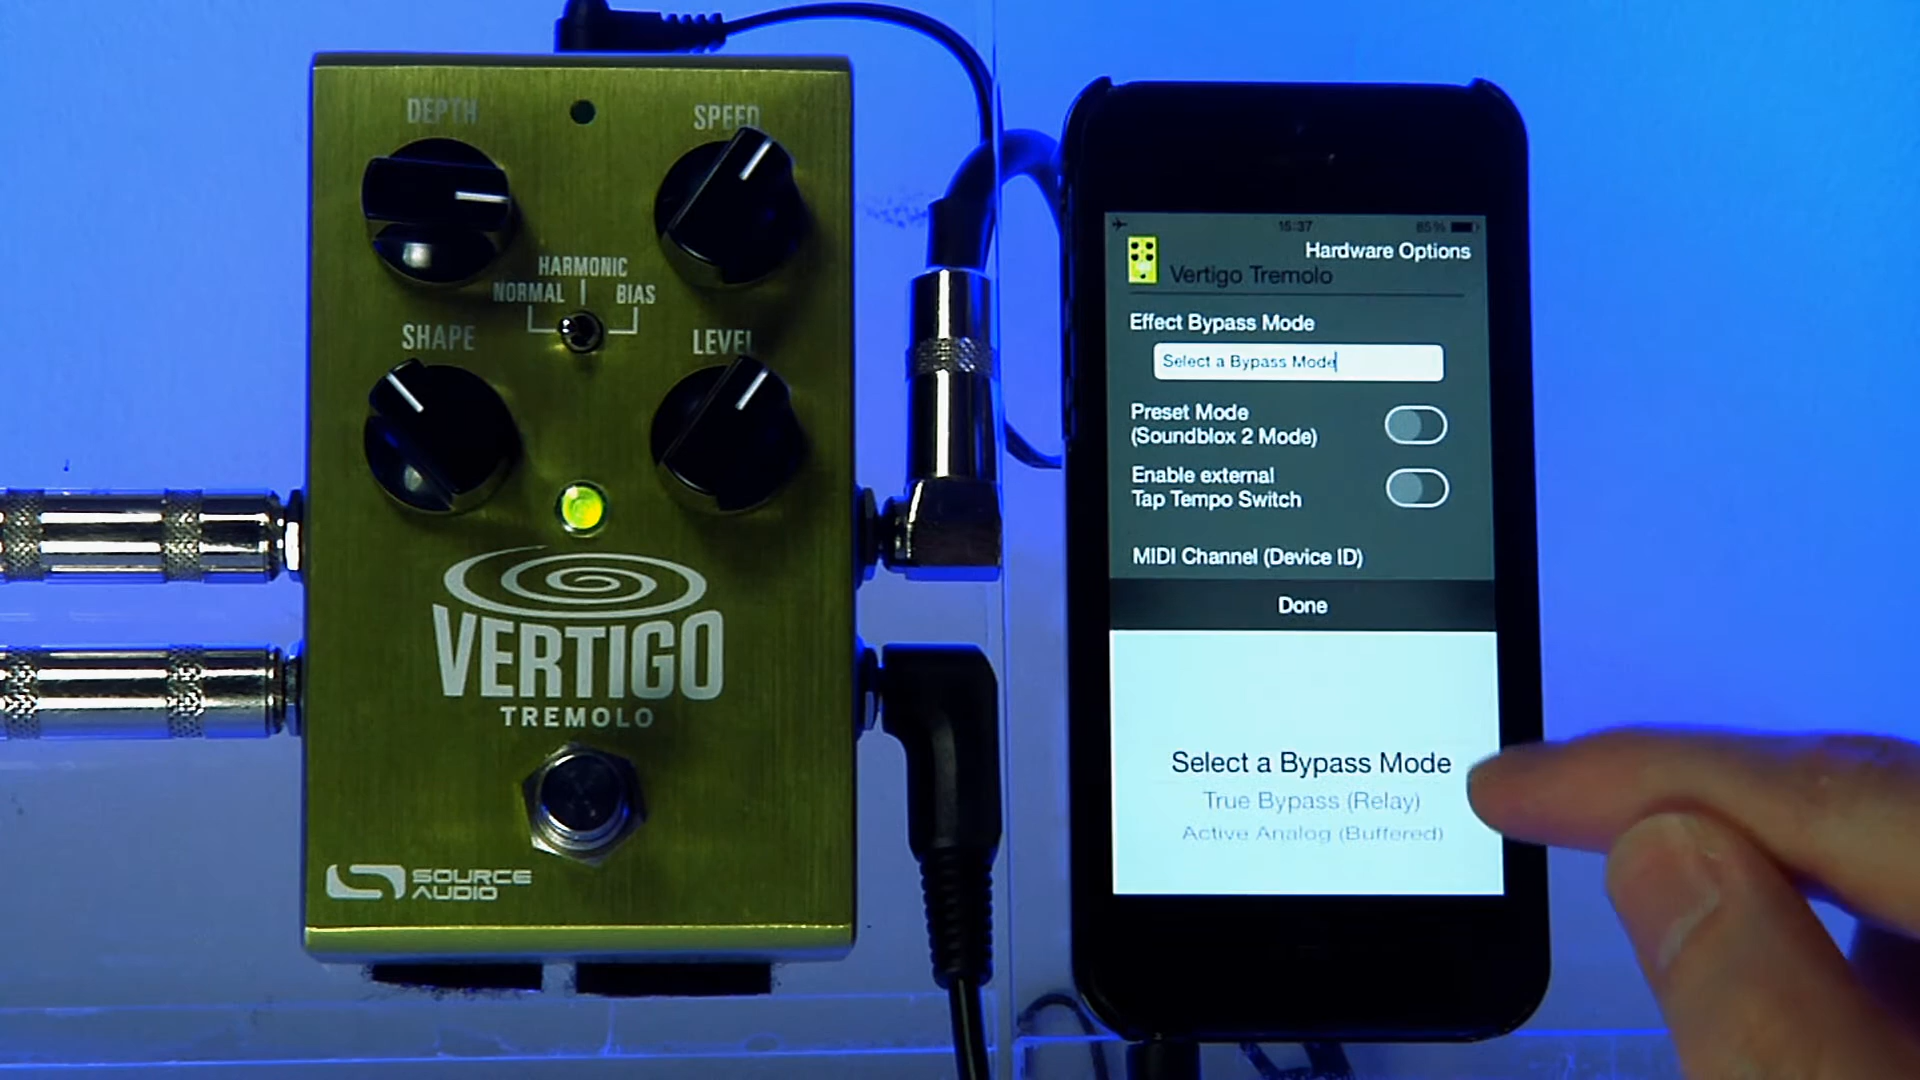 DEPTH
SPEED
HARMONIC
NORMAL
BIAS
SHAPE
LEVEL
VERTIGO
TREMOLO
SOURCE
AUDIO
15:37
85%
Hardware Options
Vertigo Tremolo
Effect Bypass Mode
Select a Bypass Mode
Preset Mode
(Soundblox 2 Mode)
Enable external
Tap Tempo Switch
MIDI Channel (Device ID)
Done
Select a Bypass Mode
True Bypass (Relay)
Active Analog (Buffered)